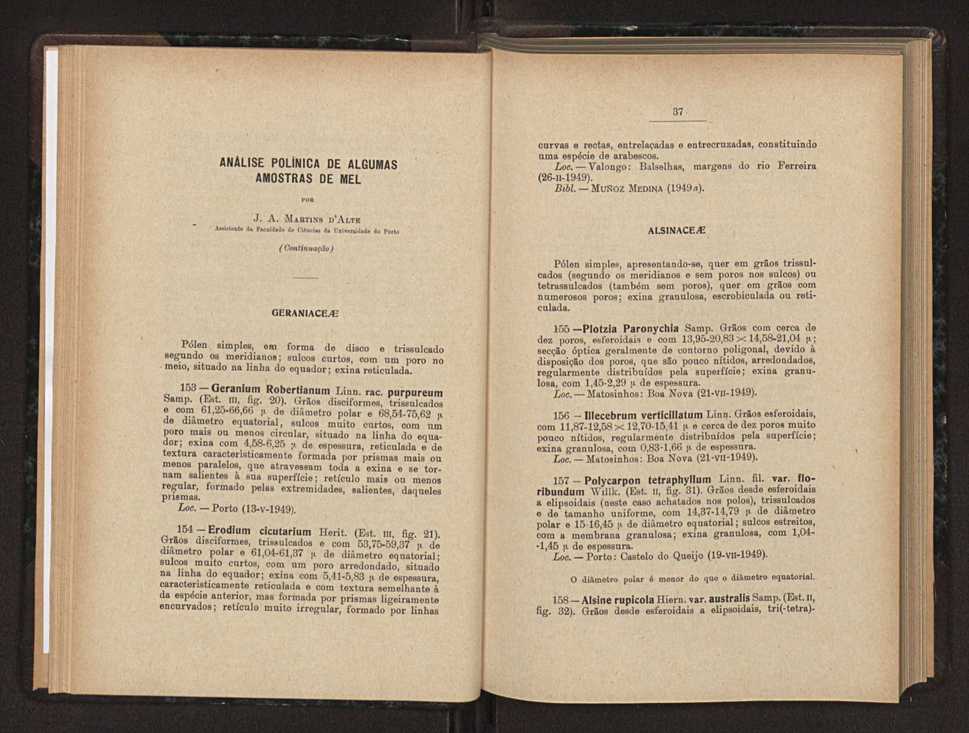 ANÁLISE POLÍNICA DE ALGUMAS
AMOSTRAS DE MEL
POR
J. A. MARTINS D'ALTE
Assistente da Faculdade de Ciências da Universidade do Porto
(Continuação)
GERANIACEÆ
Pólen simples, em forma de disco e trissulcado
segundo os meridianos; sulcos curtos, com um poro no
meio, situado na linha do equador; exina reticulada.
153 — Geranium Robertianum Linn. rac. purpureum
Samp. (Est. III, fig. 20). Grãos disciformes, trissulcados
e com 61,25-66,66 μ de diâmetro polar e 68,54-75,62 μ
de diâmetro equatorial, sulcos muito curtos, com um
poro mais ou menos circular, situado na linha do equa-
dor; exina com 4,58-6,25 μ de espessura, reticulada e de
textura caracteristicamente formada por prismas mais ou
menos paralelos, que atravessam toda a exina e se tor-
nam salientes à sua superfície; retículo mais ou menos
regular, formado pelas extremidades, salientes, daqueles
prismas.
Loc. — Porto (13-V-1949).
154 — Erodium cicutarium Herit. (Est. III, fig. 21).
Grãos disciformes, trissulcados e com 53,75-59,37 μ de
diâmetro polar e 61,04-61,37 μ de diâmetro equatorial;
sulcos muito curtos, com um poro arredondado, situado
na linha do equador; exina com 5,41-5,83 μ de espessura,
caracteristicamente reticulada e com textura semelhante à
da espécie anterior, mas formada por prismas ligeiramente
encurvados; retículo muito irregular, formado por linhas
37
curvas e rectas, entrelaçadas e entrecruzadas, constituindo
uma espécie de arabescos.
Loc. — Valongo: Balselhas, margens do rio Ferreira
(26-II-1949).
Bibl. — MUÑOZ MEDINA (1949a).
ALSINACEÆ
Pólen simples, apresentando-se, quer em grãos trissul-
cados (segundo os meridianos e sem poros nos sulcos) ou
tetrassulcados (também sem poros), quer em grãos com
numerosos poros; exina granulosa, escrobiculada ou reti-
culada.
155 —Plotzia Paronychia Samp. Grãos com cerca de
dez poros, esferoidais e com 13,95-20,83 × 14,58-21,04 μ;
secção óptica geralmente de contorno poligonal, devido à
disposição dos poros, que são pouco nítidos, arredondados,
regularmente distribuídos pela superfície; exina granu-
losa, com 1,45-2,29 μ de espessura.
Loc. — Matosinhos: Boa Nova (21-VII-1949).
156 — Illecebrum verticillatum Linn. Grãos esferoidais,
com 11,87-12,58 × 12,70-15,41 μ e cerca de dez poros muito
pouco nítidos, regularmente distribuídos pela superfície;
exina granulosa, com 0,83-1,66 μ de espessura.
Loc. — Matosinhos: Boa Nova (21-VII-1949).
157 — Polycarpon tetraphyllum Linn. fil. var. flo-
ribundum Willk. (Est. II, fig. 31). Grãos desde esferoidais
a elipsoidais (neste caso achatados nos polos), trissulcados
e de tamanho uniforme, com 14,37-14,79 μ de diâmetro
polar e 15-16,45 μ de diâmetro equatorial; sulcos estreitos,
com a membrana granulosa; exina granulosa, com 1,04-
-1,45 μ de espessura.
Loc. — Porto: Castelo do Queijo (19-VII-1949).
O diâmetro polar é menor do que o diâmetro equatorial.
158 — Alsine rupicola Hiern. var. australis Samp. (Est. II,
fig. 32). Grãos desde esferoidais a elipsoidais, tri(-tetra)-